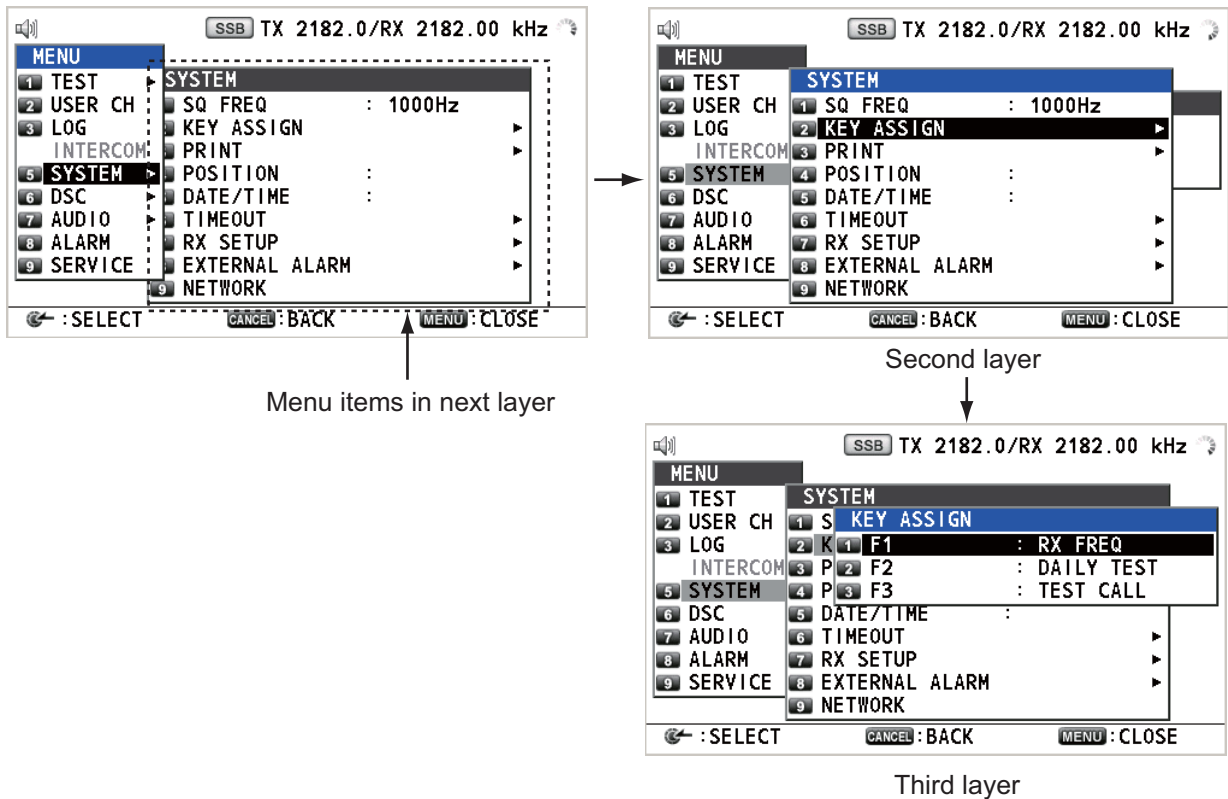 SSB TX 2182.0/RX 2182.00 kHz
MENU
1 TEST
2 USER CH
3 LOG
INTERCOM
5 SYSTEM
6 DSC
7 AUDIO
8 ALARM
9 SERVICE
SYSTEM
SQ FREQ : 1000Hz
KEY ASSIGN
PRINT
POSITION :
DATE/TIME :
TIMEOUT
RX SETUP
EXTERNAL ALARM
9 NETWORK
:SELECT CANCEL:BACK MENU:CLOSE
Menu items in next layer
SSB TX 2182.0/RX 2182.00 kHz
MENU
1 TEST
2 USER CH
3 LOG
INTERCOM
5 SYSTEM
6 DSC
7 AUDIO
8 ALARM
9 SERVICE
SYSTEM
1 SQ FREQ : 1000Hz
2 KEY ASSIGN
3 PRINT
4 POSITION :
5 DATE/TIME :
6 TIMEOUT
7 RX SETUP
8 EXTERNAL ALARM
9 NETWORK
:SELECT CANCEL:BACK MENU:CLOSE
Second layer
SSB TX 2182.0/RX 2182.00 kHz
MENU
1 TEST
2 USER CH
3 LOG
INTERCOM
5 SYSTEM
6 DSC
7 AUDIO
8 ALARM
9 SERVICE
SYSTEM
1 S
2 K
3 P
4 P
5 DATE/TIME :
6 TIMEOUT
7 RX SETUP
8 EXTERNAL ALARM
9 NETWORK
KEY ASSIGN
1 F1 : RX FREQ
2 F2 : DAILY TEST
3 F3 : TEST CALL
:SELECT CANCEL:BACK MENU:CLOSE
Third layer